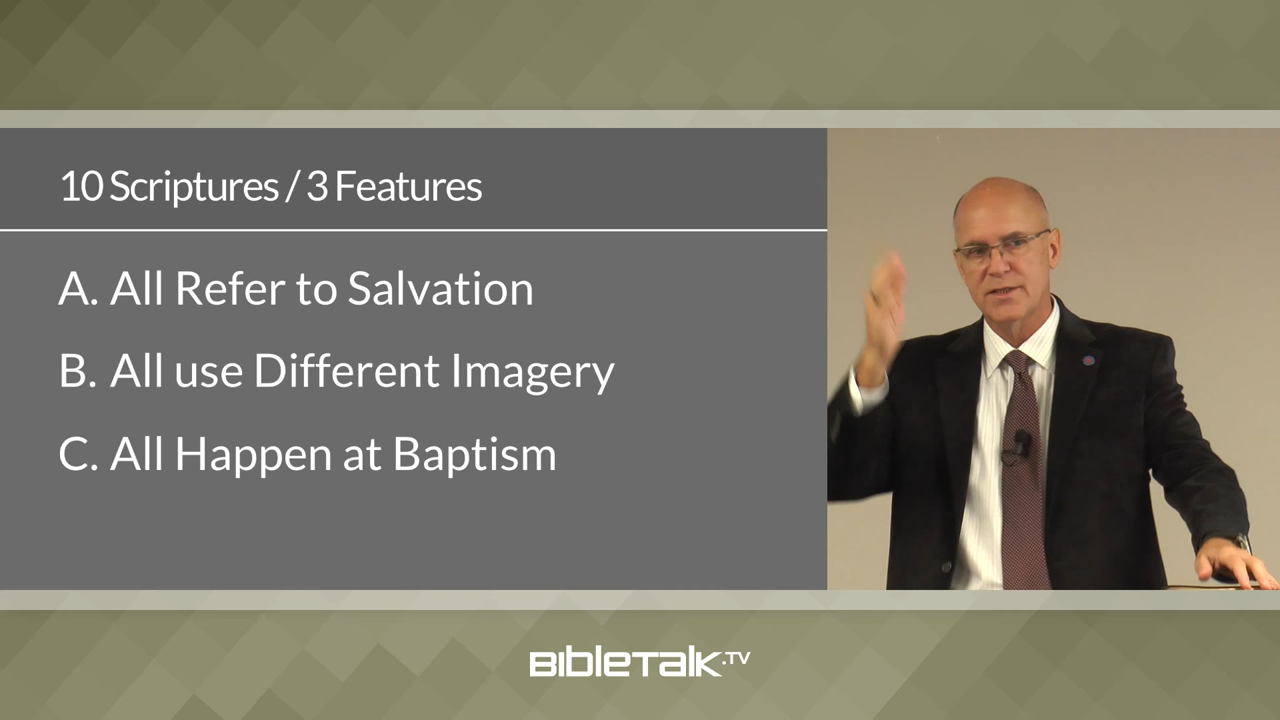 10 Scriptures / 3 Features
A. All Refer to Salvation
B. All use Different Imagery
C. All Happen at Baptism
BIBLETALK.TV